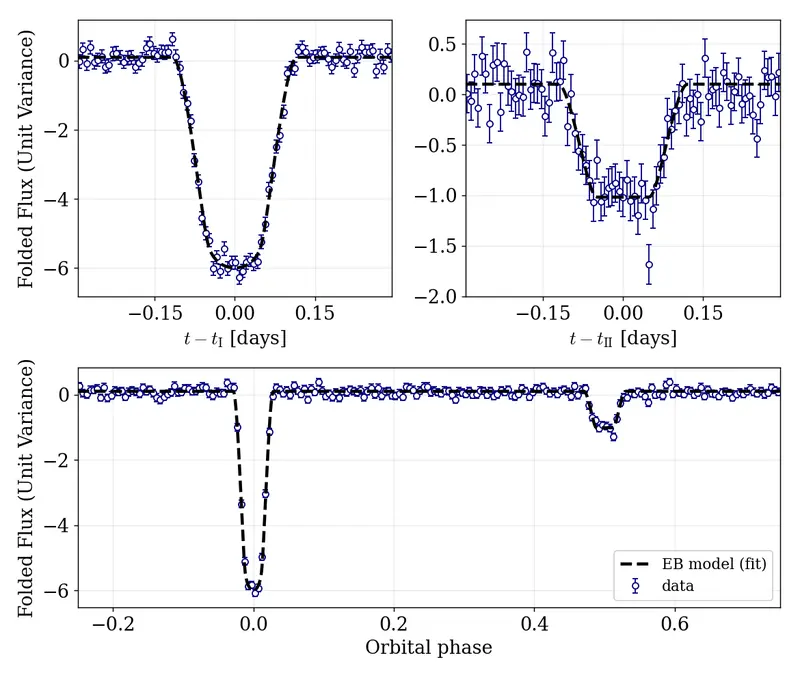 Folded Flux (Unit Variance)
0
−2
−4
−6
−0.15 0.00 0.15
t − tI [days]
0.5
0.0
−0.5
−1.0
−1.5
−2.0
−0.15 0.00 0.15
t − tII [days]
Folded Flux (Unit Variance)
0
−2
−4
−6
EB model (fit)
data
−0.2 0.0 0.2 0.4 0.6
Orbital phase